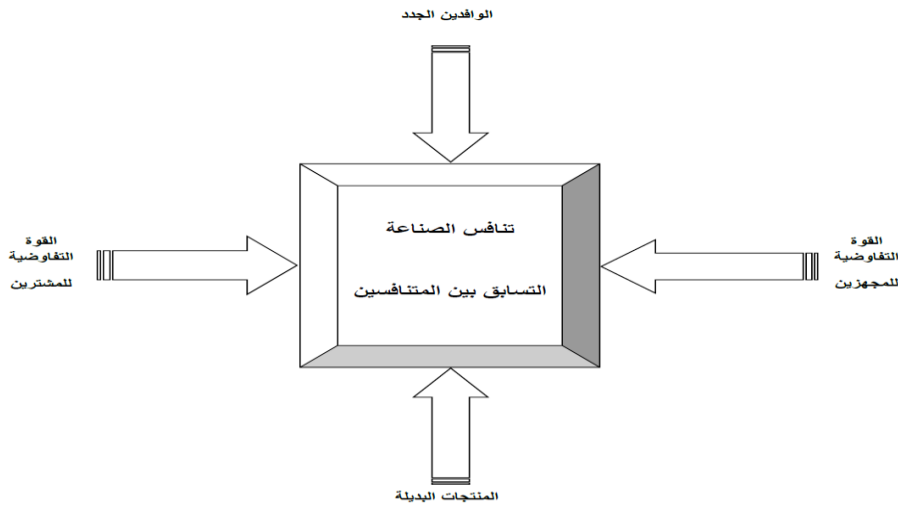 الوافدين الجدد
القوة
التفاوضية
للمجهزين
تنافس الصناعة
التسابق بين المتنافسين
القوة
التفاوضية
للمشترين
المنتجات البديلة